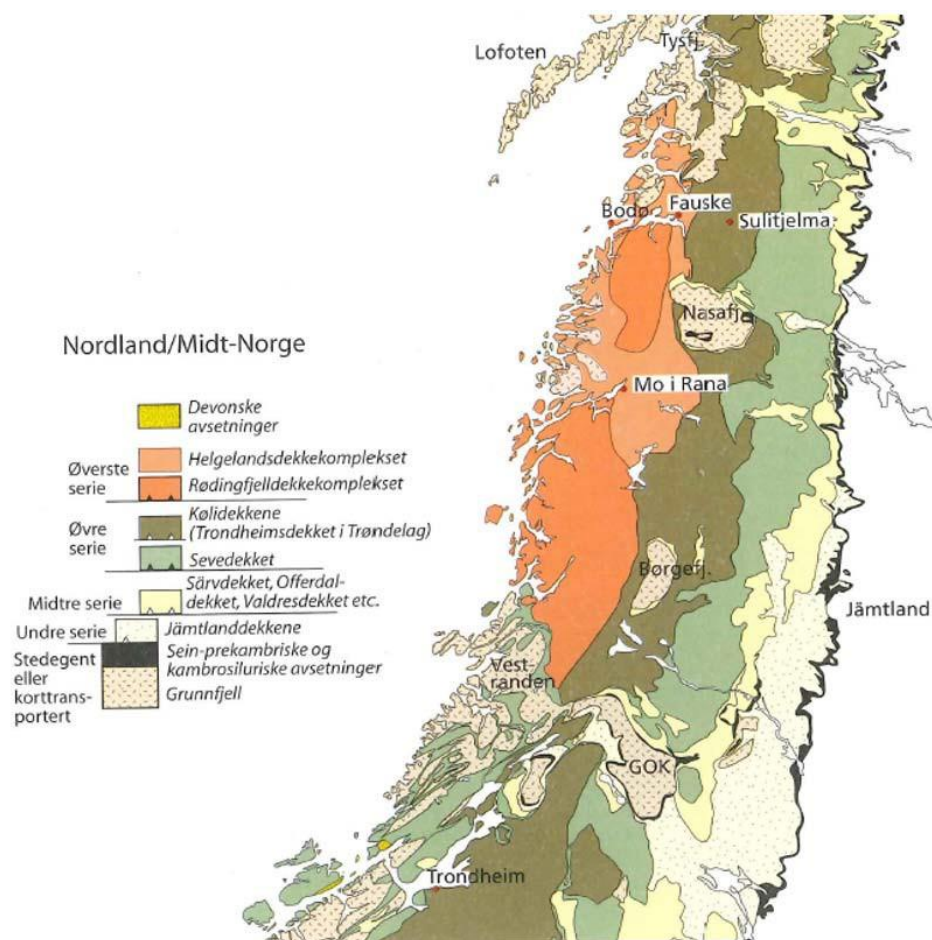 Lofoten
Tysfj.
Bodø
Fauske
Sulitjelma
Nasafj.
Nordland/Midt-Norge
Mo i Rana
Devonske
avsetninger
Øverste
serie
Helgelandsdekkekomplekset
Rødingfjelldekkekomplekset
Øvre
serie
Kølidekkene
(Trondheimsdekket i Trøndelag)
Sevedekket
Midtre serie
Särvdekket, Offerdal-
dekket, Valdresdekket etc.
Undre serie
Jämtlanddekkene
Stedegent
eller
korttrans-
portert
Sein-prekambriske og
kambrosiluriske avsetninger
Grunnfjell
Børgefj.
Jämtland
Vest-
randen
GOK
Trondheim